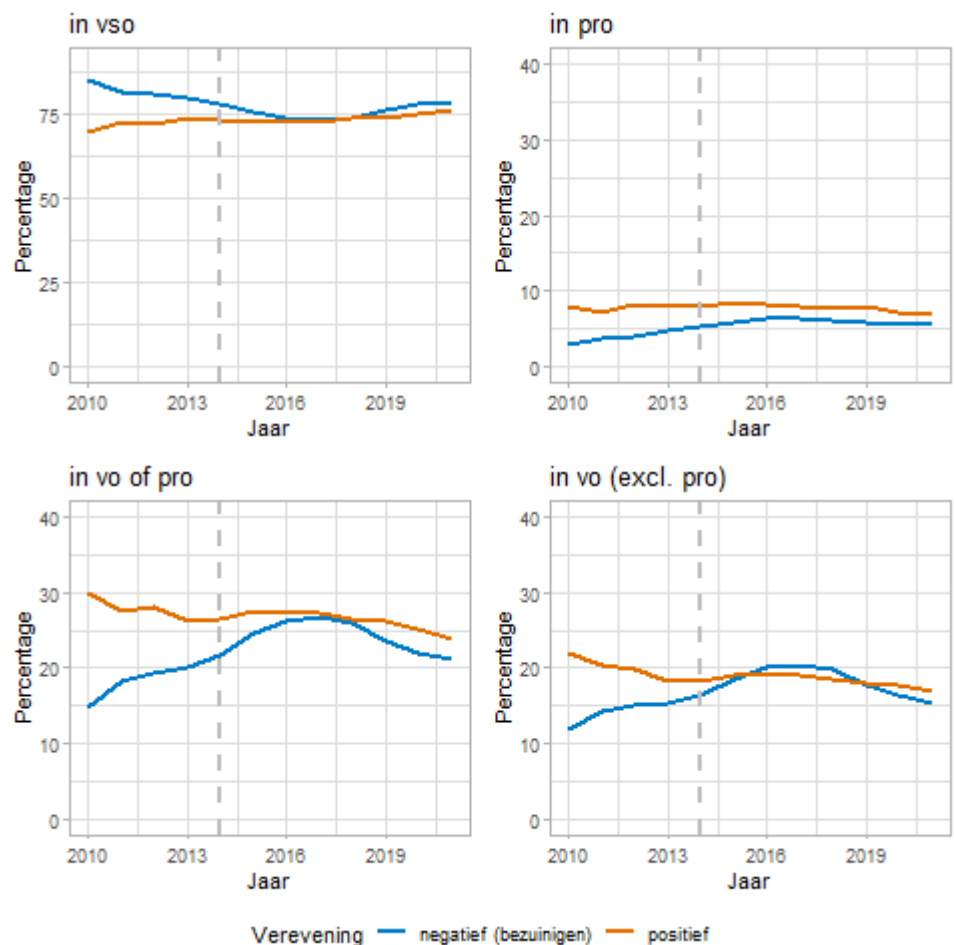 in vso
Percentage
75
50
25
0
2010 2013 2016 2019
Jaar
in pro
Percentage
40
30
20
10
0
2010 2013 2016 2019
Jaar
in vo of pro
Percentage
40
30
20
10
0
2010 2013 2016 2019
Jaar
in vo (excl. pro)
Percentage
40
30
20
10
0
2010 2013 2016 2019
Jaar
Verevening negatief (bezuinigen) positief